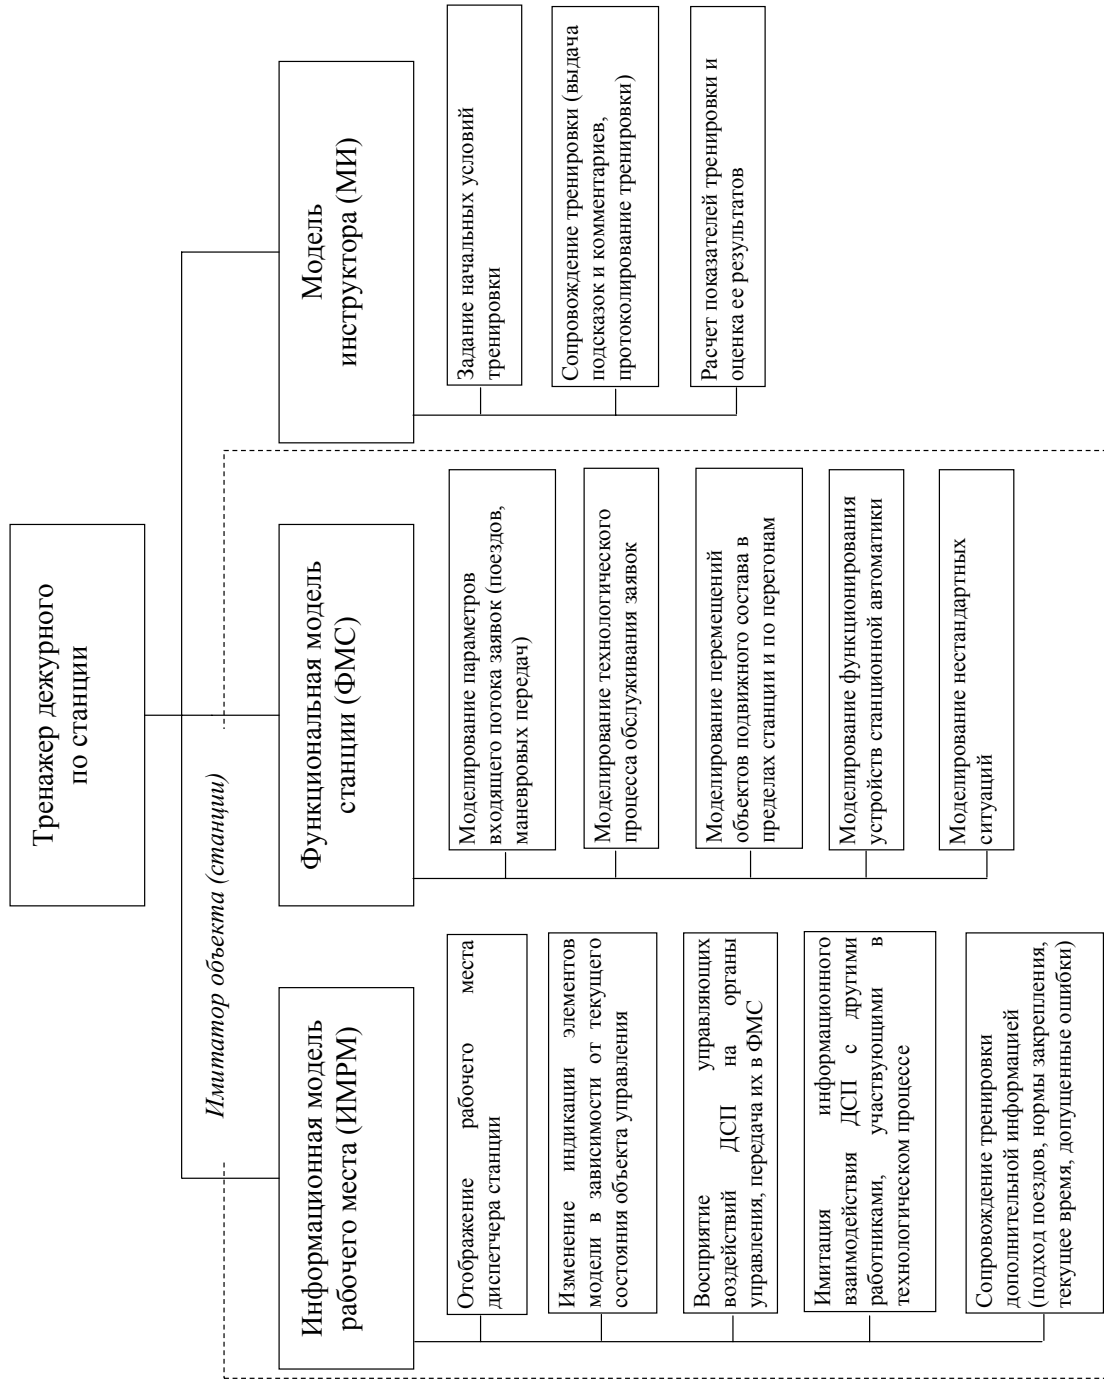 Тренажер дежурного
по станции
Имитатор объекта (станции)
Информационная модель
рабочего места (ИМРМ)
Отображение рабочего места
диспетчера станции
Изменение индикации элементов
модели в зависимости от текущего
состояния объекта управления
Восприятие управляющих
воздействий ДСП на органы
управления, передача их в ФМС
Имитация информационного
взаимодействия ДСП с другими
работниками, участвующими в
технологическом процессе
Сопровождение тренировки
дополнительной информацией
(подход поездов, нормы закрепления,
текущее время, допущенные ошибки)
Функциональная модель
станции (ФМС)
Моделирование параметров
входящего потока заявок (поездов,
маневровых передач)
Моделирование технологического
процесса обслуживания заявок
Моделирование перемещений
объектов подвижного состава в
пределах станции и по перегонам
Моделирование функционирования
устройств станционной автоматики
Моделирование нестандартных
ситуаций
Модель
инструктора (МИ)
Задание начальных условий
тренировки
Сопровождение тренировки (выдача
подсказок и комментариев,
протоколирование тренировки)
Расчет показателей тренировки и
оценка ее результатов